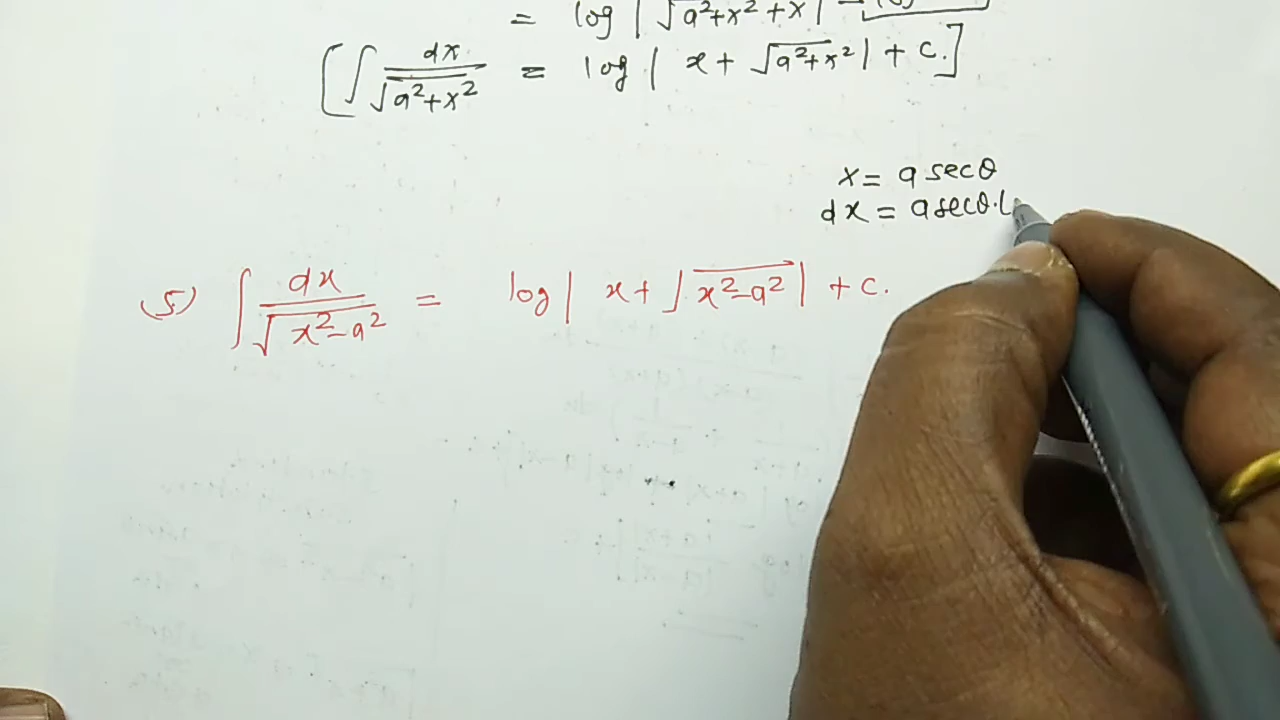 = log | √a²+x² + x | -
[∫ dx/√a²+x² = log | x + √a²+x² | + c.]
x = a secθ
dx = a secθ.
(5) ∫ dx/√x²-a² = log | x + √x²-a² | + c.